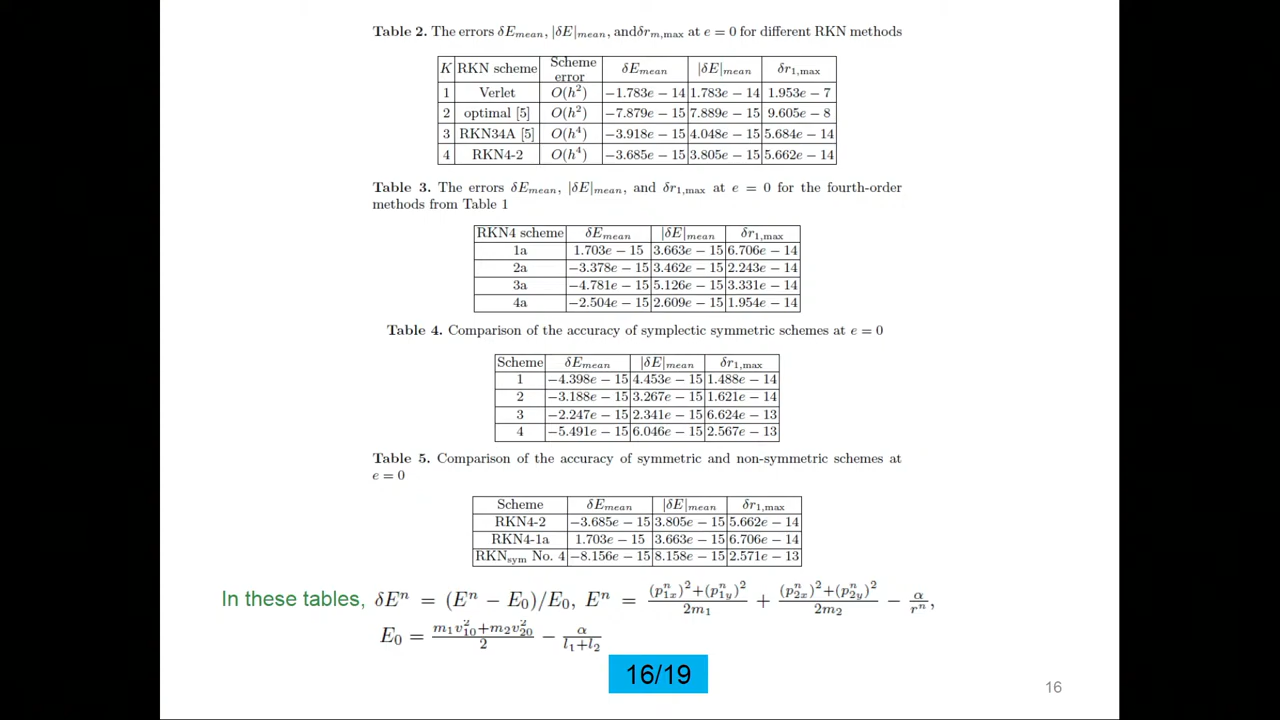 Table 2. The errors δE_mean, |δE|_mean, andδr_m,max at e = 0 for different RKN methods
K RKN scheme Scheme error δE_mean |δE|_mean δr_1,max
1 Verlet O(h²) −1.783e − 14 1.783e − 14 1.953e − 7
2 optimal [5] O(h²) −7.879e − 15 7.889e − 15 9.605e − 8
3 RKN34A [5] O(h⁴) −3.918e − 15 4.048e − 15 5.684e − 14
4 RKN4-2 O(h⁴) −3.685e − 15 3.805e − 15 5.662e − 14
Table 3. The errors δE_mean, |δE|_mean, and δr_1,max at e = 0 for the fourth-order
methods from Table 1
RKN4 scheme δE_mean |δE|_mean δr_1,max
1a 1.703e − 15 3.663e − 15 6.706e − 14
2a −3.378e − 15 3.462e − 15 2.243e − 14
3a −4.781e − 15 5.126e − 15 3.331e − 14
4a −2.504e − 15 2.609e − 15 1.954e − 14
Table 4. Comparison of the accuracy of symplectic symmetric schemes at e = 0
Scheme δE_mean |δE|_mean δr_1,max
1 −4.398e − 15 4.453e − 15 1.488e − 14
2 −3.188e − 15 3.267e − 15 1.621e − 14
3 −2.247e − 15 2.341e − 15 6.624e − 13
4 −5.491e − 15 6.046e − 15 2.567e − 13
Table 5. Comparison of the accuracy of symmetric and non-symmetric schemes at
e = 0
Scheme δE_mean |δE|_mean δr_1,max
RKN4-2 −3.685e − 15 3.805e − 15 5.662e − 14
RKN4-1a 1.703e − 15 3.663e − 15 6.706e − 14
RKN_sym No. 4 −8.156e − 15 8.158e − 15 2.571e − 13
In these tables, δEⁿ = (Eⁿ − E₀)/E₀, Eⁿ = ((p₁ₓⁿ)²+(p_1yⁿ)²)/(2m₁) + ((p₂ₓⁿ)²+(p_2yⁿ)²)/(2m₂) − α/rⁿ,
E₀ = (m₁v₁₀²+m₂v₂₀²)/2 − α/(l₁+l₂)
16/19
16